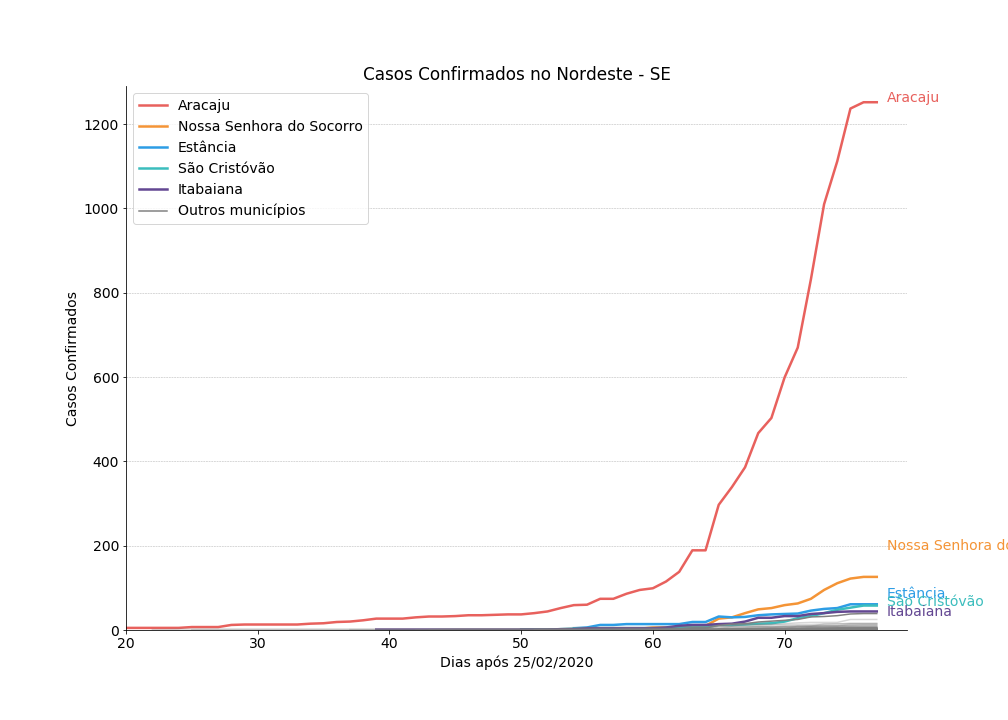 Casos Confirmados no Nordeste - SE
Aracaju
Nossa Senhora do Socorro
Estância
São Cristóvão
Itabaiana
Outros municípios
Casos Confirmados
1200
1000
800
600
400
200
0
20
30
40
50
60
70
Dias após 25/02/2020
Aracaju
Nossa Senhora do
Estância
São Cristóvão
Itabaiana